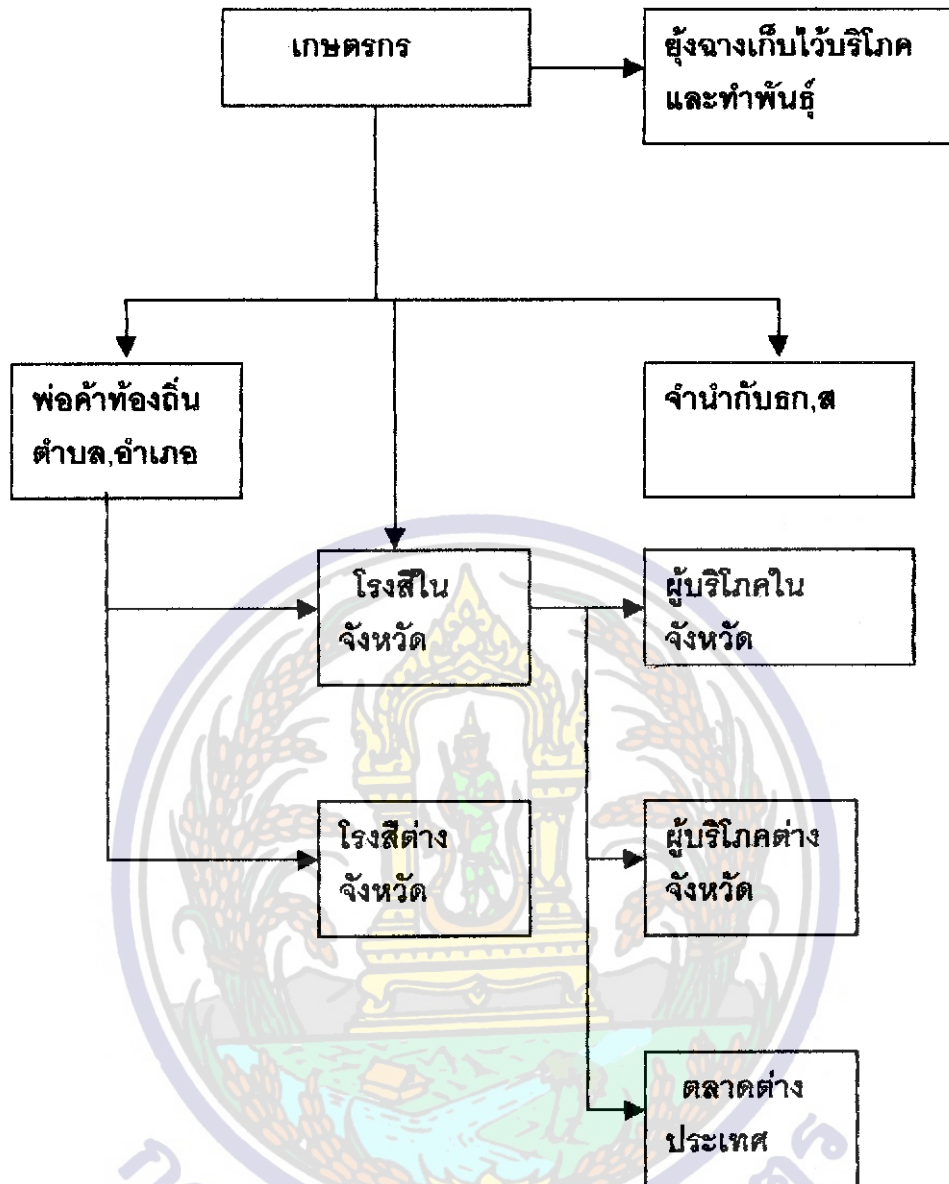 เกษตรกร
ยุ้งฉางเก็บไว้บริโภค
และทำพันธุ์
พ่อค้าท้องถิ่น
ตำบล,อำเภอ
จำนำกับธก,ส
โรงสีใน
จังหวัด
ผู้บริโภคใน
จังหวัด
โรงสีต่าง
จังหวัด
ผู้บริโภคต่าง
จังหวัด
ตลาดต่าง
ประเทศ